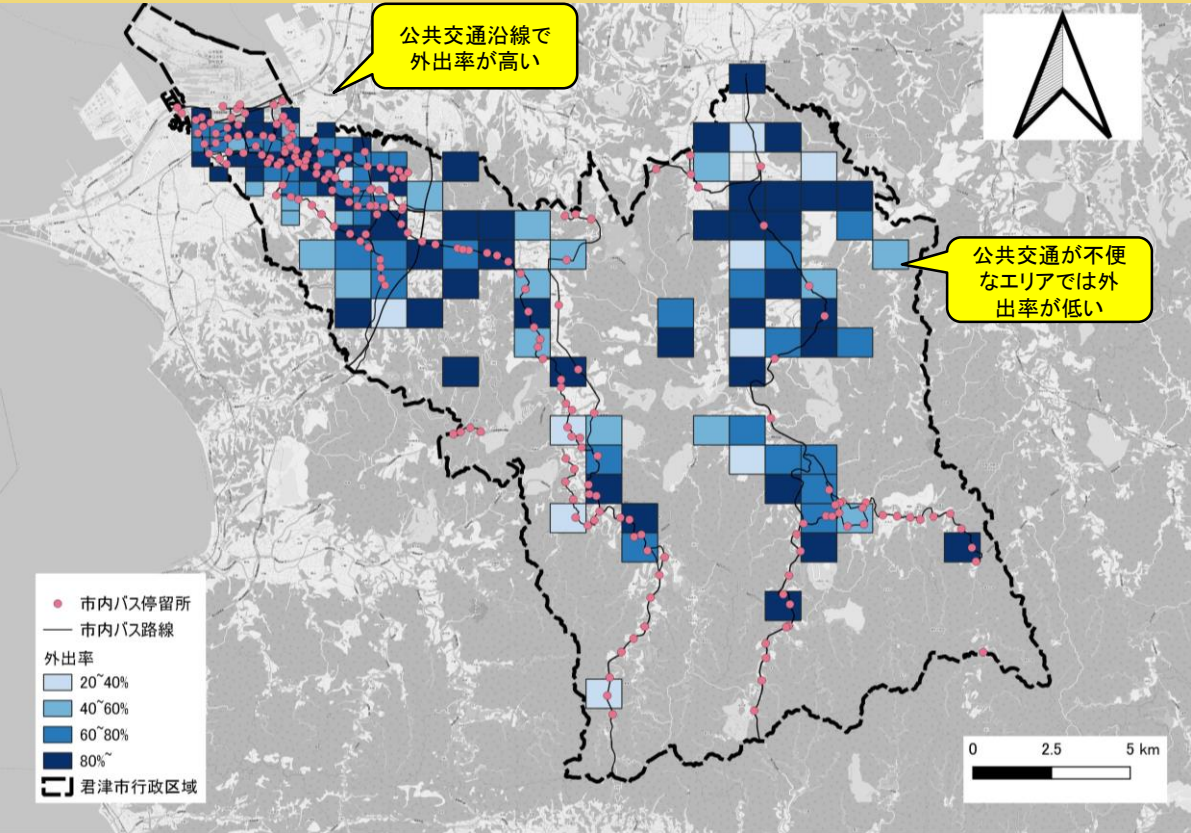 公共交通沿線で
外出率が高い
公共交通が不便
なエリアでは外
出率が低い
市内バス停留所
市内バス路線
外出率
20~40%
40~60%
60~80%
80%~
君津市行政区域
0 2.5 5 km